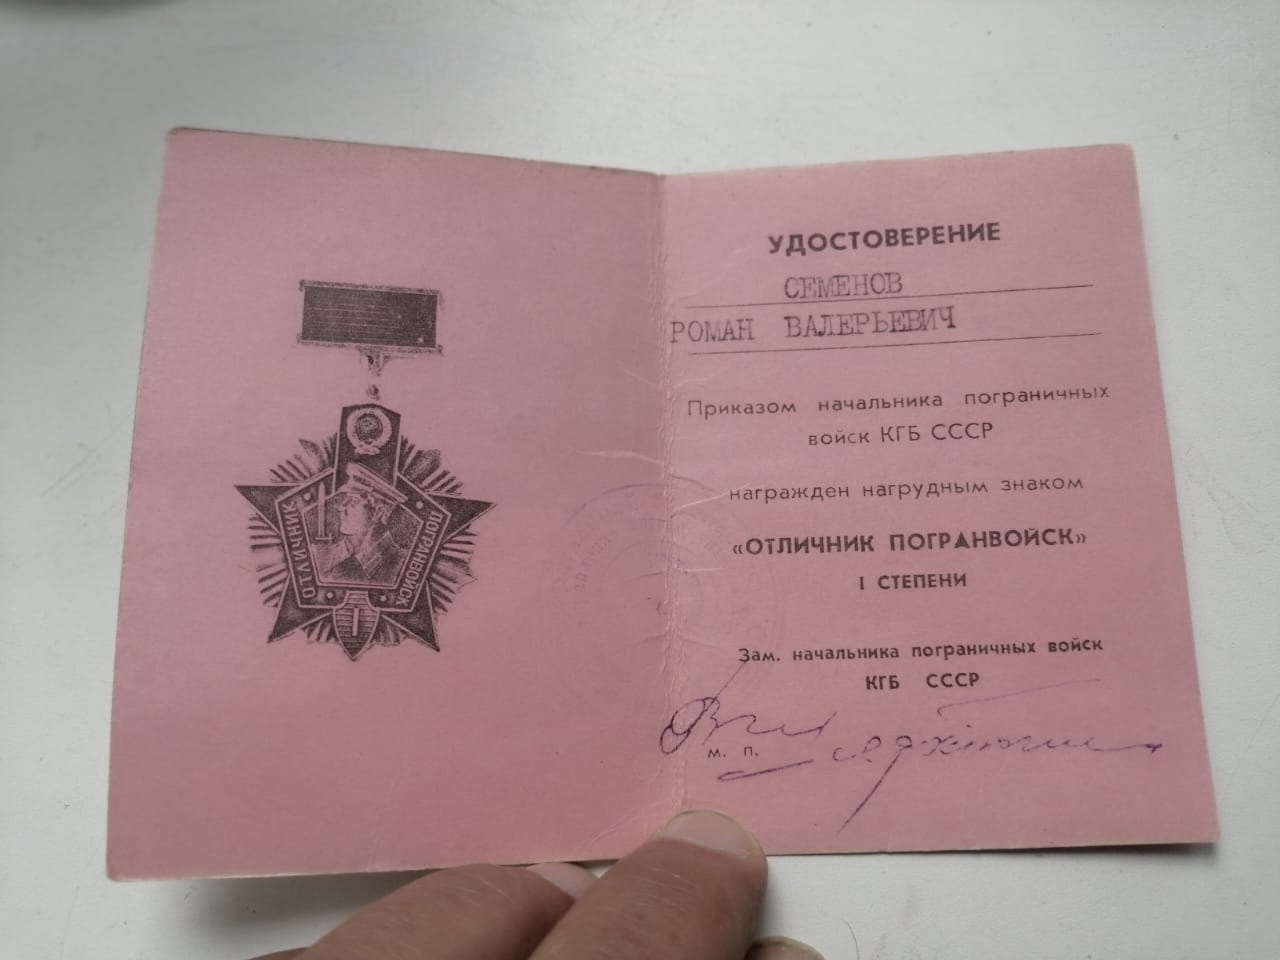 ОТЛИЧНИК
ПОГРАНВОЙСК
I
УДОСТОВЕРЕНИЕ
СЕМЕНОВ
РОМАН ВАЛЕРЬЕВИЧ
Приказом начальника пограничных
войск КГБ СССР
награжден нагрудным знаком
«ОТЛИЧНИК ПОГРАНВОЙСК»
I СТЕПЕНИ
Зам. начальника пограничных войск
КГБ СССР
м. п.